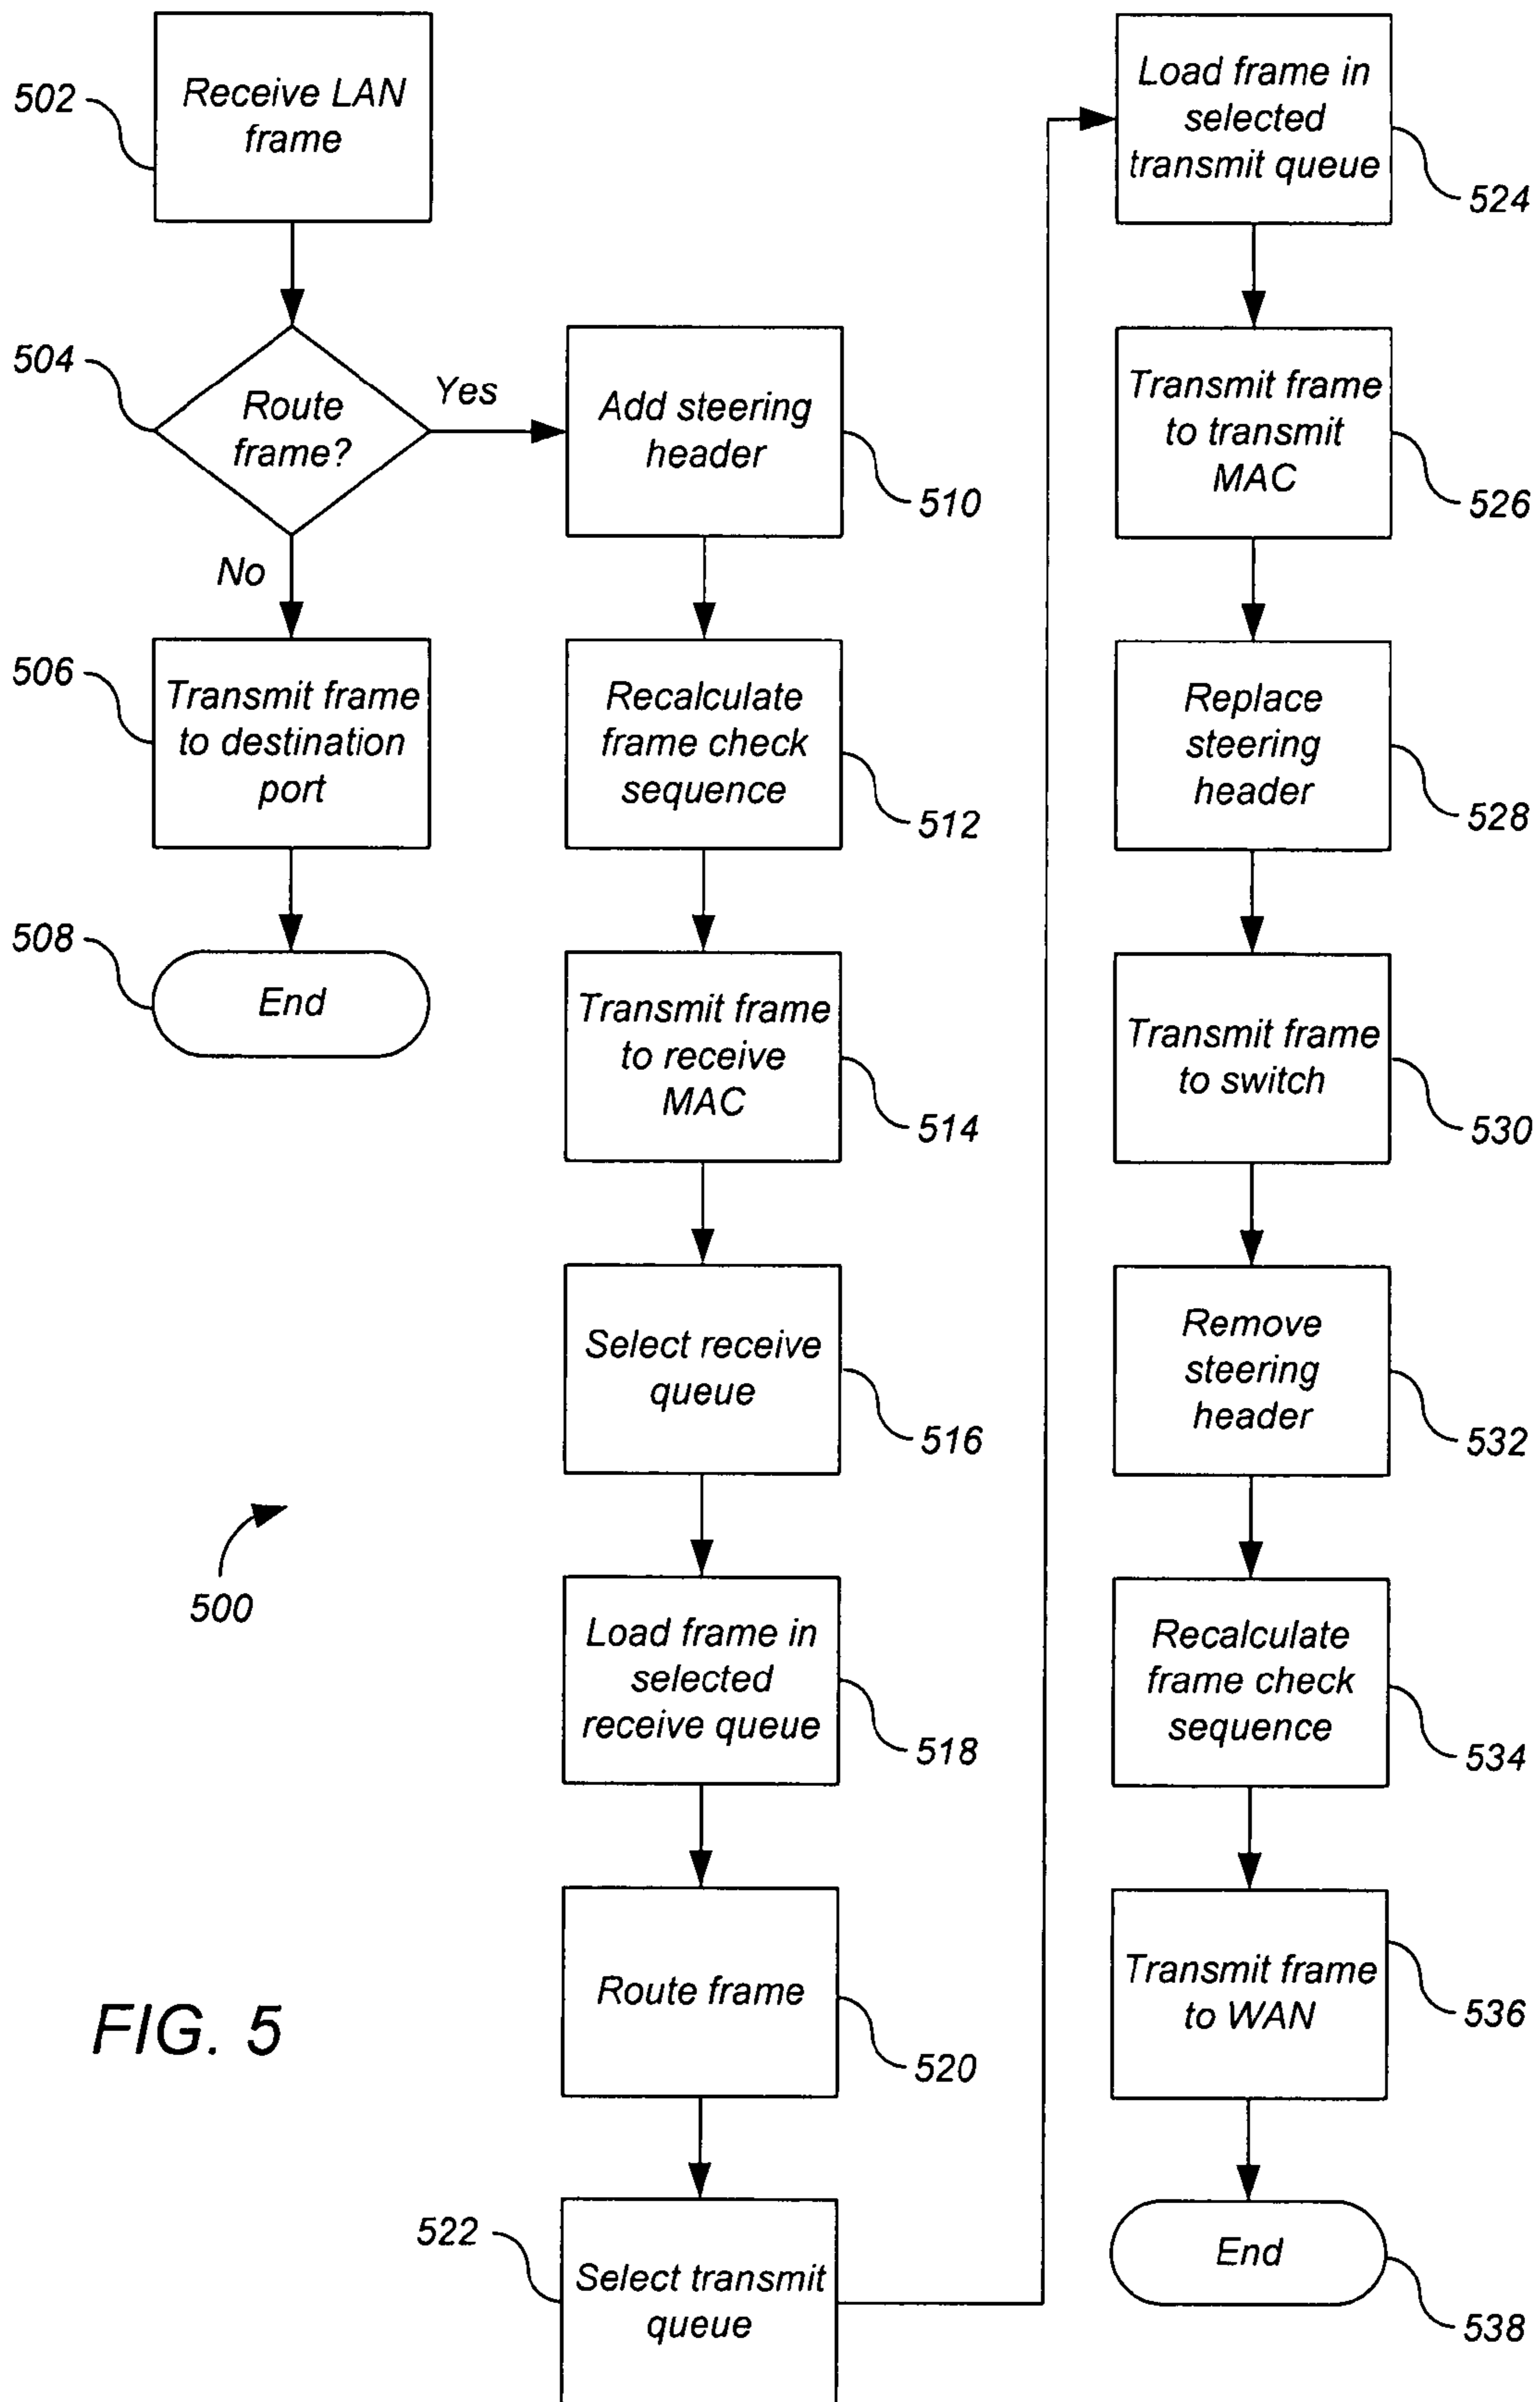 502
Receive LAN
frame
504
Route
frame?
Yes
No
506
Transmit frame
to destination
port
508
End
500
FIG. 5
Add steering
header
510
Recalculate
frame check
sequence
512
Transmit frame
to receive
MAC
514
Select receive
queue
516
Load frame in
selected
receive queue
518
Route frame
520
522
Select transmit
queue
Load frame in
selected
transmit queue
524
Transmit frame
to transmit
MAC
526
Replace
steering
header
528
Transmit frame
to switch
530
Remove
steering
header
532
Recalculate
frame check
sequence
534
Transmit frame
to WAN
536
End
538